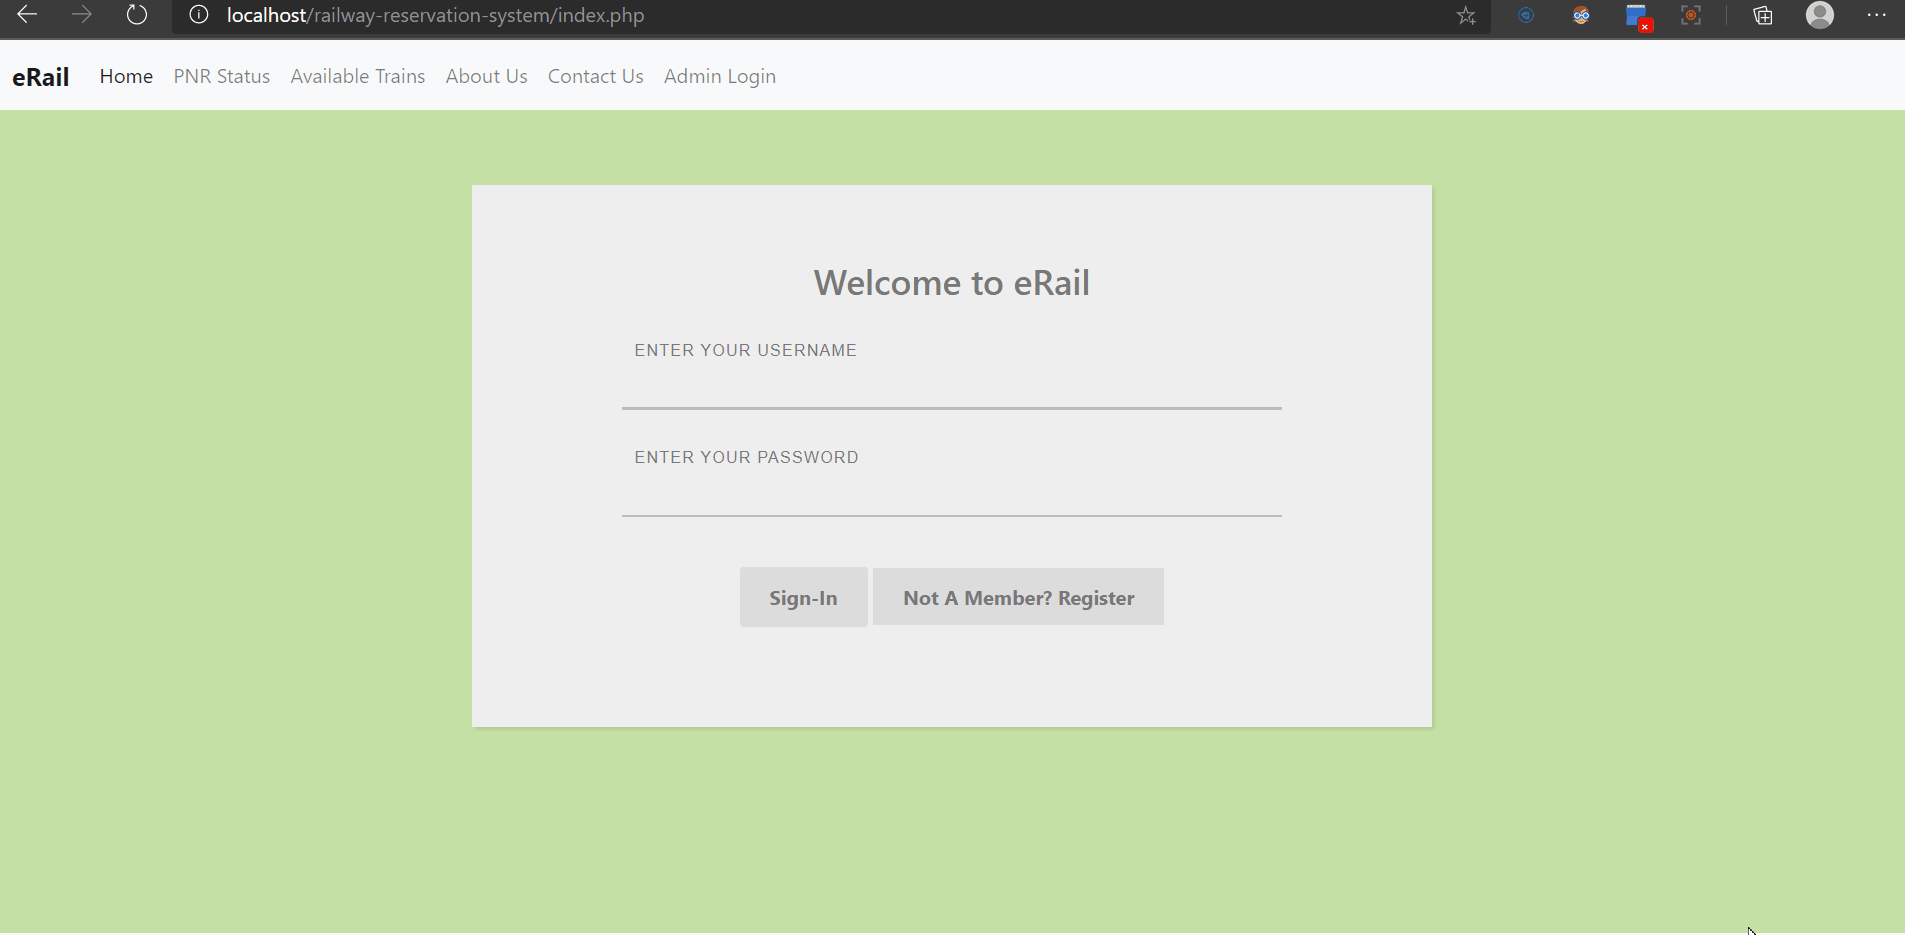 localhost/railway-reservation-system/index.php
eRail Home PNR Status Available Trains About Us Contact Us Admin Login
Welcome to eRail
ENTER YOUR USERNAME
ENTER YOUR PASSWORD
Sign-In Not A Member? Register